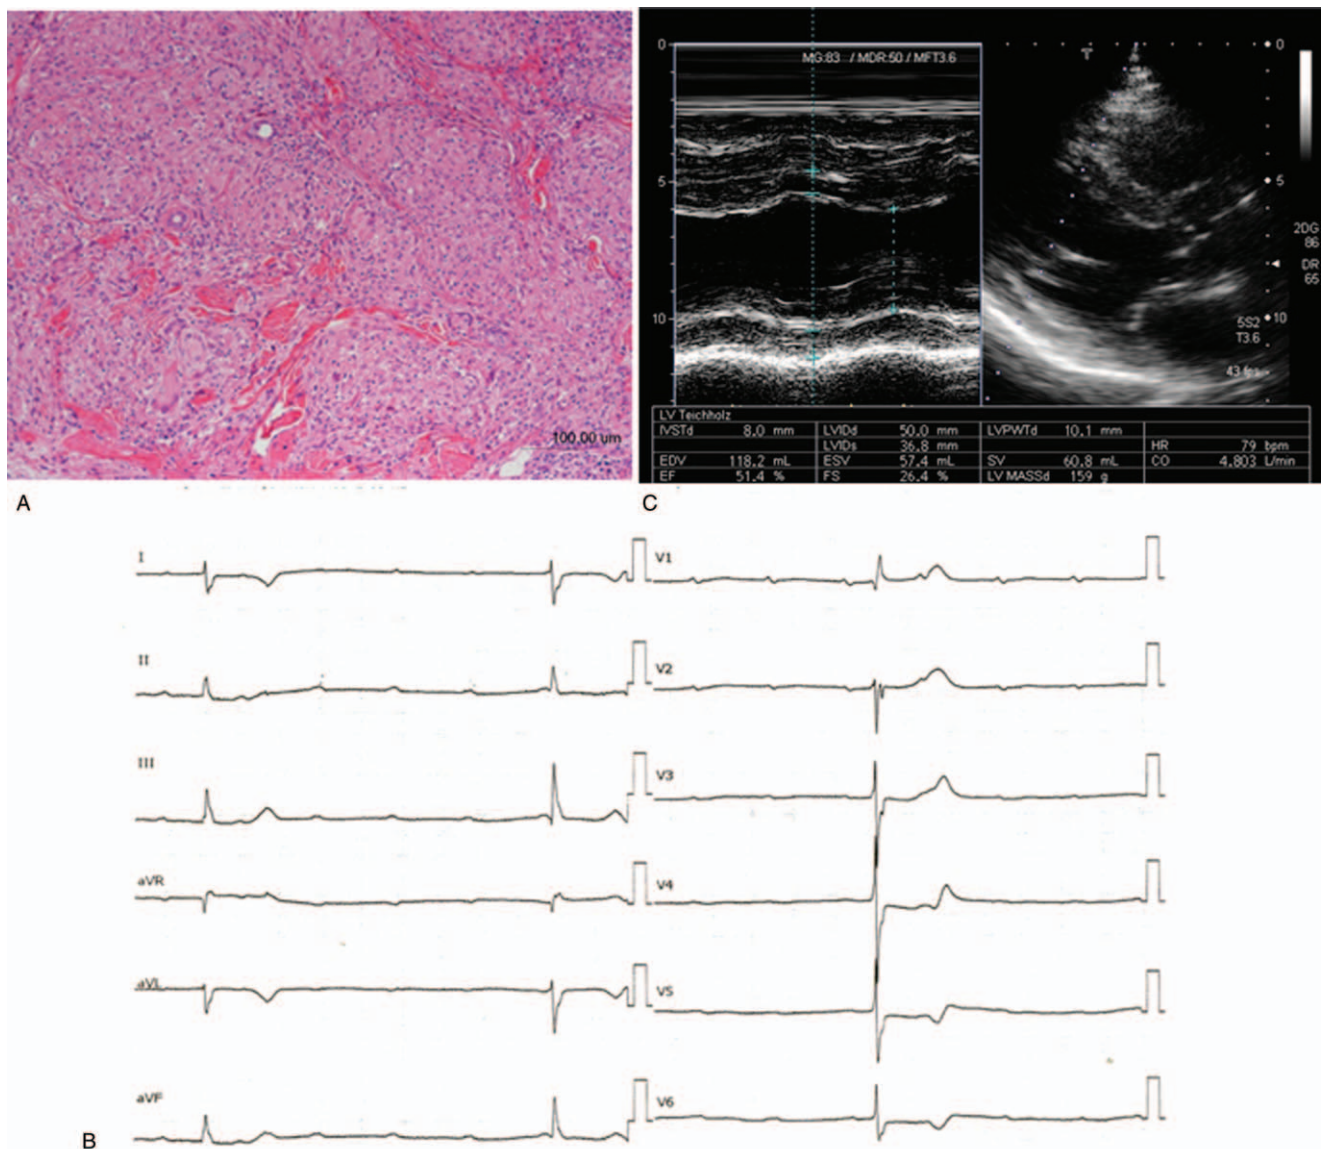 100.00 um
MG:83 / MDR:50 / MFT3.6
0
5
10
0
5
10
2DG
86
DR
65
5S2
T3.6
43 fps
LV Teichholz
IVSTd 8.0 mm LVIDd 50.0 mm LVPWTd 10.1 mm
LVIDs 36.8 mm HR 79 bpm
EDV 118.2 mL ESV 57.4 mL SV 60.8 mL CO 4.803 L/min
EF 51.4 % FS 26.4 % LV MASSd 159 g
A
C
I
II
III
aVR
aVL
aVF
V1
V2
V3
V4
V5
V6
B